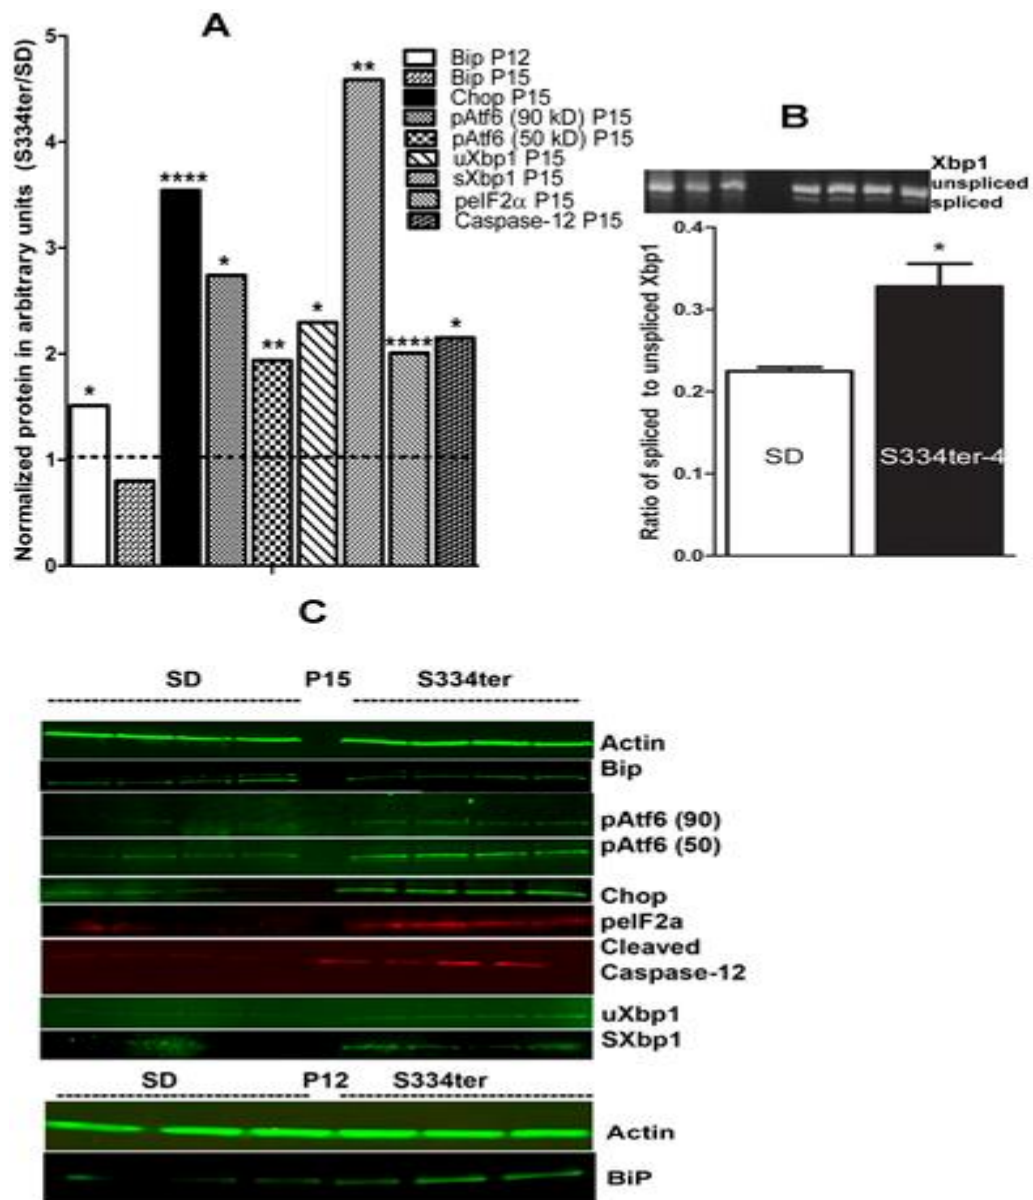 A
Normalized protein in arbitrary units (S334ter/SD)
5
4
3
2
1
0
*
****
*
**
*
**
****
*
Bip P12
Bip P15
Chop P15
pAtf6 (90 kD) P15
pAtf6 (50 kD) P15
uXbp1 P15
sXbp1 P15
peIF2α P15
Caspase-12 P15
B
Xbp1
unspliced
spliced
Ratio of spliced to unspliced Xbp1
0.4
0.3
0.2
0.1
0.0
*
SD
S334ter-4
C
SD P15 S334ter
Actin
Bip
pAtf6 (90)
pAtf6 (50)
Chop
peIF2a
Cleaved
Caspase-12
uXbp1
SXbp1
SD P12 S334ter
Actin
BiP